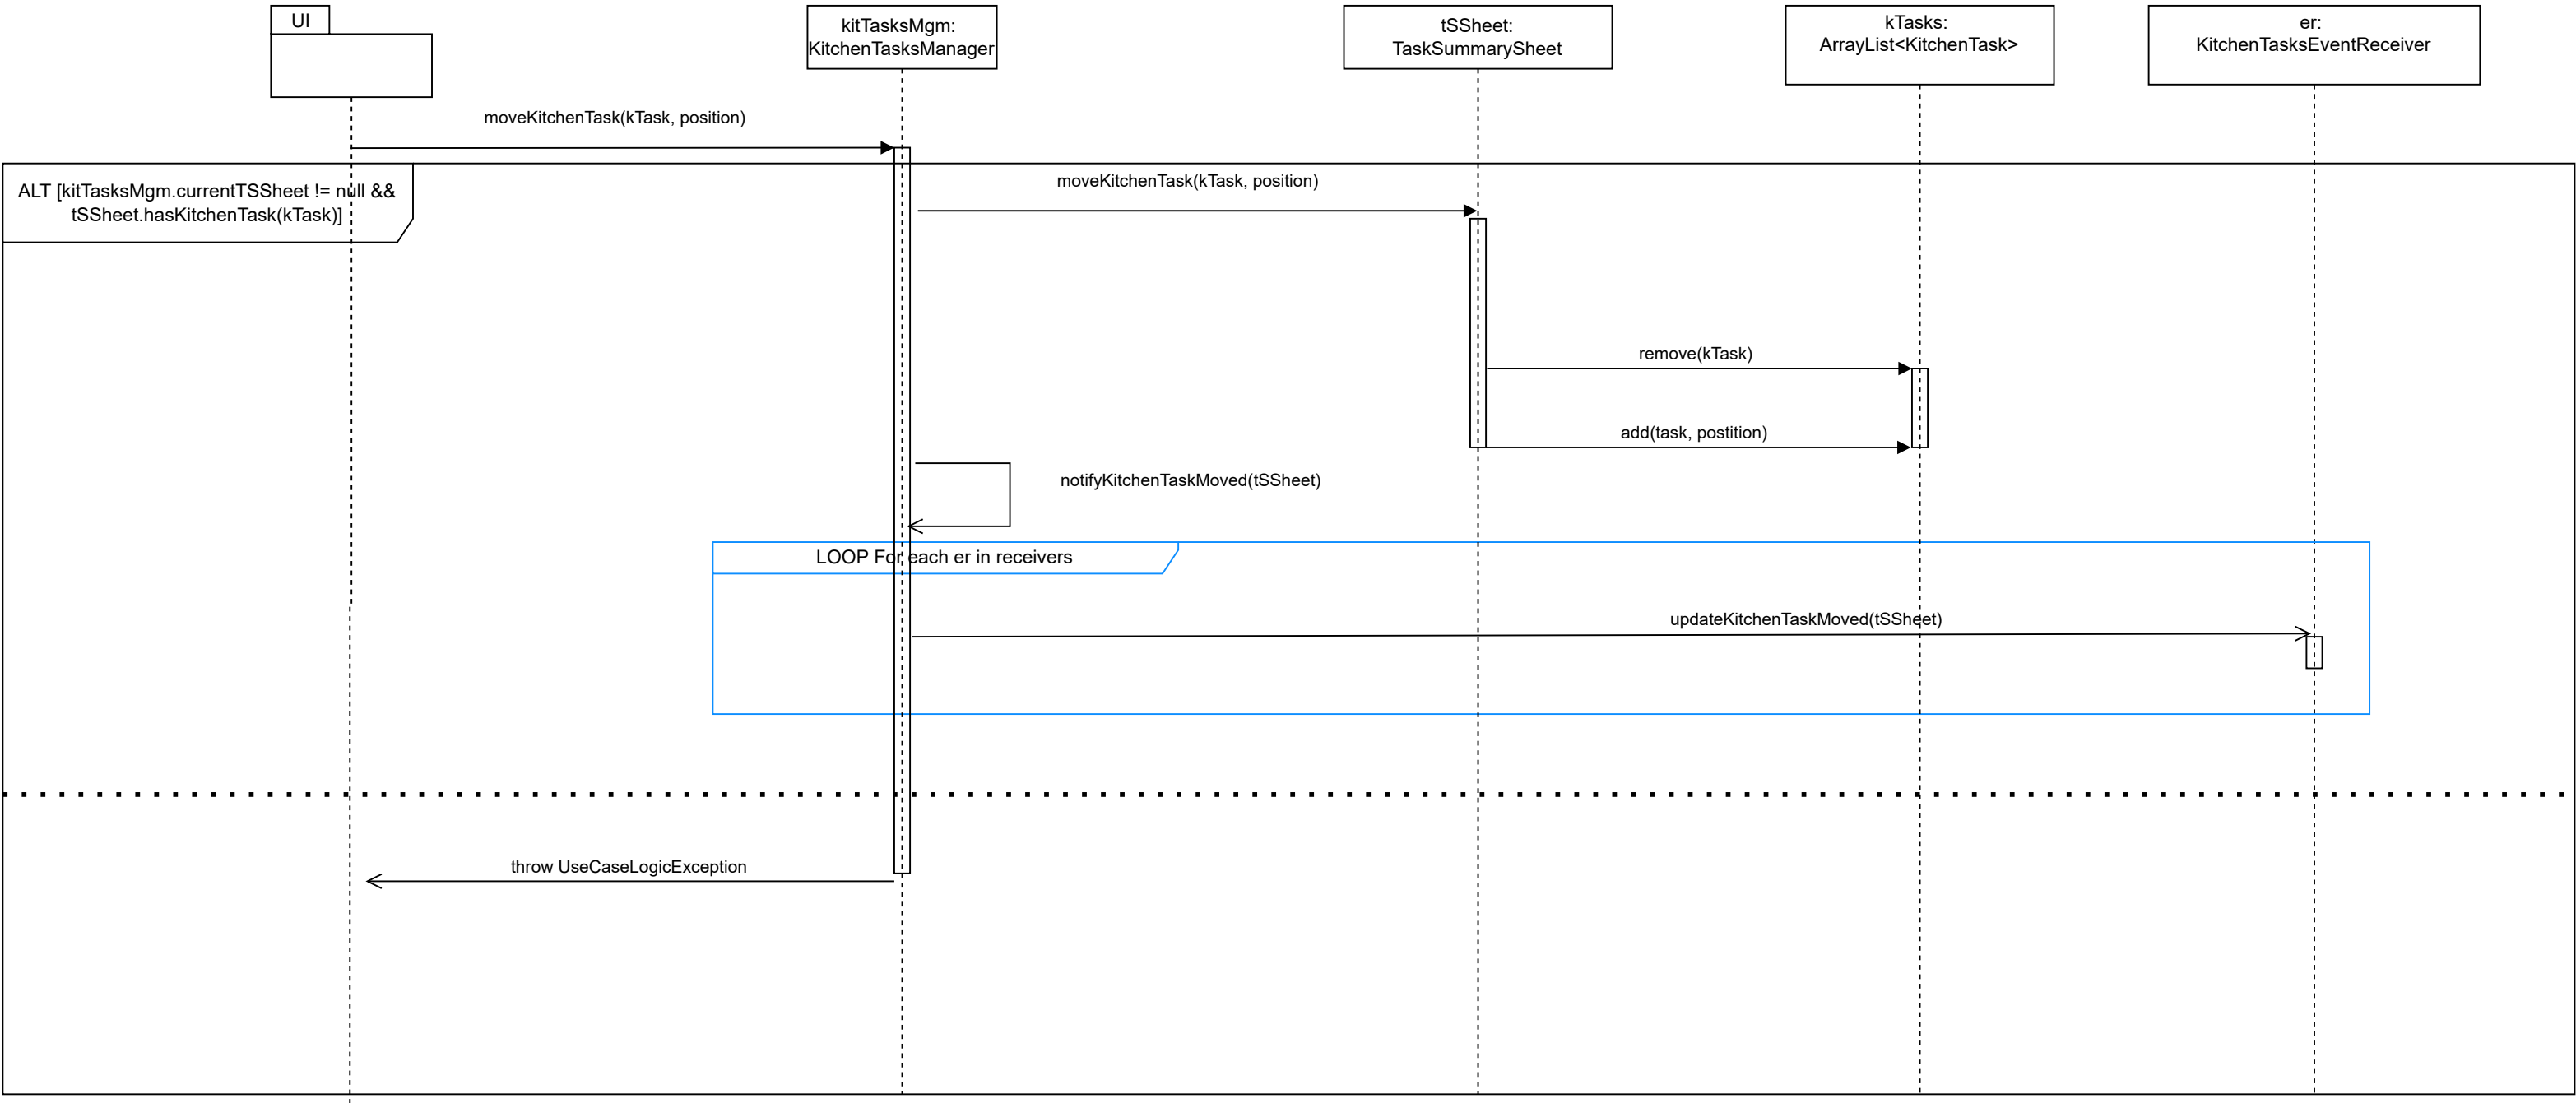 UI
kitTasksMgm:
KitchenTasksManager
tSSheet:
TaskSummarySheet
kTasks:
ArrayList<KitchenTask>
er:
KitchenTasksEventReceiver
moveKitchenTask(kTask, position)
ALT [kitTasksMgm.currentTSSheet != null &&
tSSheet.hasKitchenTask(kTask)]
moveKitchenTask(kTask, position)
remove(kTask)
add(task, postition)
notifyKitchenTaskMoved(tSSheet)
LOOP For each er in receivers
updateKitchenTaskMoved(tSSheet)
throw UseCaseLogicException